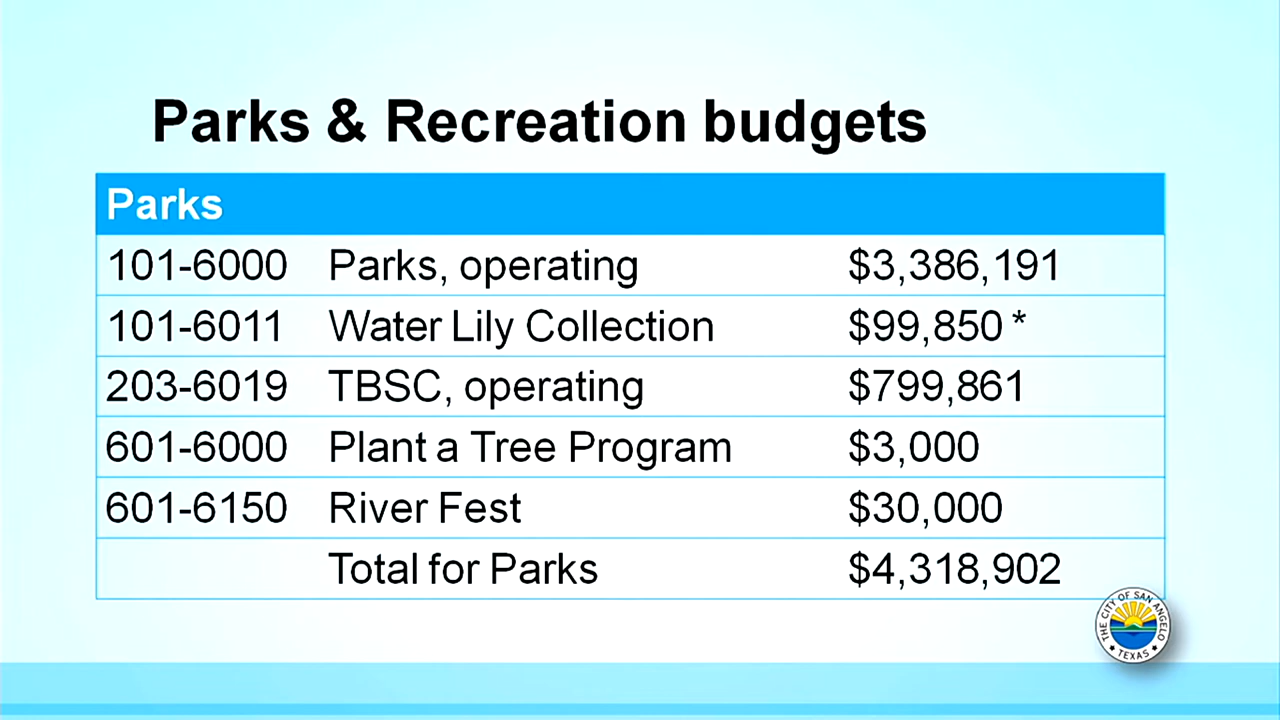 Parks & Recreation budgets
Parks
101-6000 Parks, operating $3,386,191
101-6011 Water Lily Collection $99,850 *
203-6019 TBSC, operating $799,861
601-6000 Plant a Tree Program $3,000
601-6150 River Fest $30,000
Total for Parks $4,318,902
THE CITY OF SAN ANGELO
TEXAS